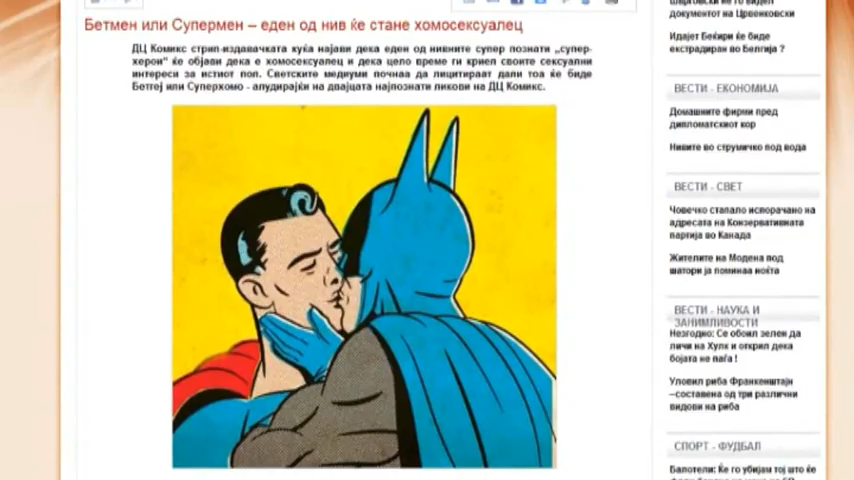 Бетмен или Супермен – еден од нив ќе стане хомосексуалец
ДЦ Комикс стрип-издавачката куќа најави дека еден од нивните супер познати „супер-
херои“ ќе објави дека е хомосексуалец и дека цело време ги криел своите сексуални
интереси за истиот пол. Светските медиуми почнаа да лицитираат дали тоа ќе биде
Бетгеј или Суперхомо - алудирајќи на двајцата најпознати ликови на ДЦ Комикс.
документот на Црвенковски
Идајет Беќири ќе биде
екстрадиран во Белгија ?
ВЕСТИ - ЕКОНОМИЈА
Домашните фирми пред
дипломатскиот кор
Нивите во струмичко под вода
ВЕСТИ - СВЕТ
Човечко стапало испорачано на
адресата на Конзервативната
партија во Канада
Жителите на Модена под
шатори ја поминаа ноќта
ВЕСТИ - НАУКА И
ЗАНИМЛИВОСТИ
Незгодно: Се обоил зелен да
личи на Хулк и открил дека
бојата не паѓа !
Уловил риба Франкенштајн
–составена од три различни
видови на риба
СПОРТ - ФУДБАЛ
Балотели: Ќе го убијам тој што ќе